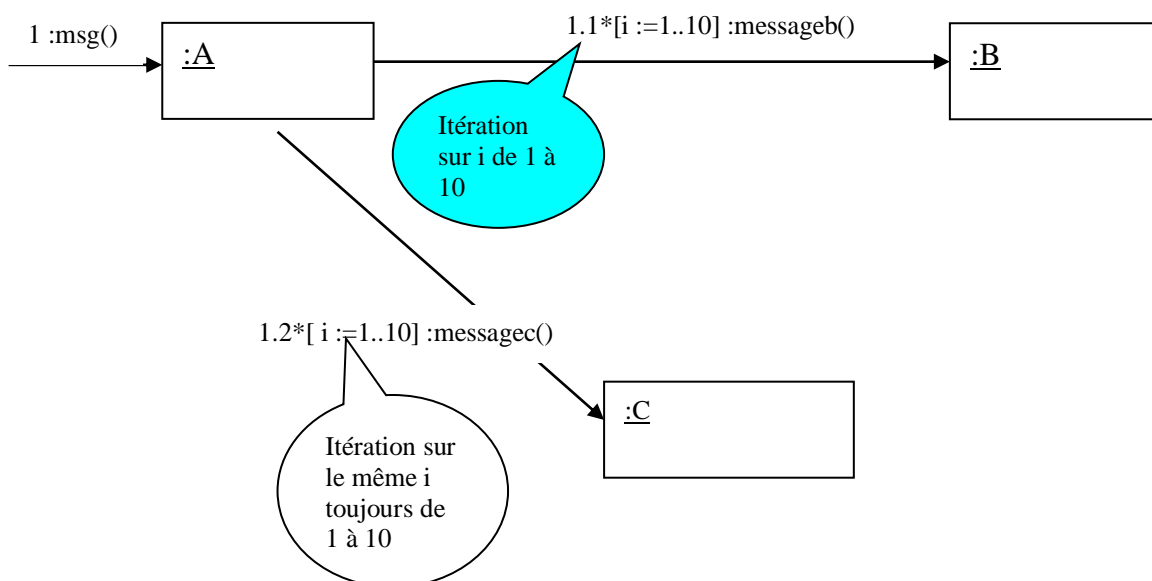 1 :msg()
:A
1.1*[i :=1..10] :messageb()
:B
Itération
sur i de 1 à
10
1.2*[ i :=1..10] :messagec()
:C
Itération sur
le même i
toujours de
1 à 10